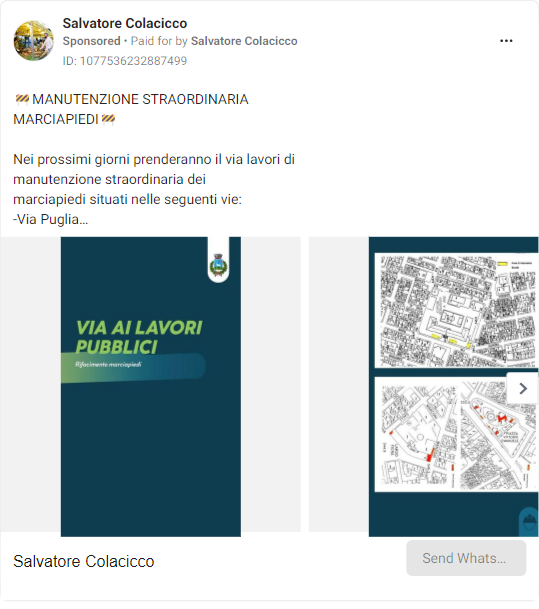 Salvatore Colacicco
Sponsored • Paid for by Salvatore Colacicco
ID: 1077536232887499
🚧 MANUTENZIONE STRAORDINARIA
MARCIAPIEDI 🚧
Nei prossimi giorni prenderanno il via lavori di
manutenzione straordinaria dei
marciapiedi situati nelle seguenti vie:
-Via Puglia...
VIA AI LAVORI
PUBBLICI
Rifacimento marciapiedi
Salvatore Colacicco
Send Whats...